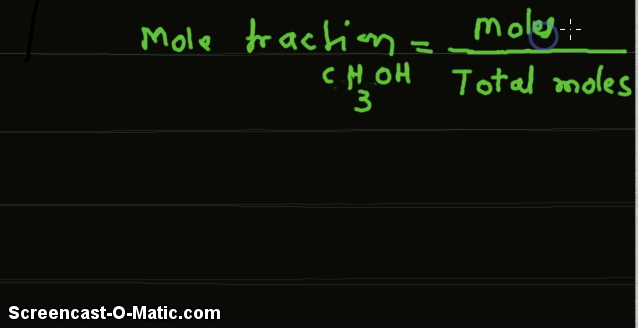 Mole fraction = moles
CH3OH Total moles
Screencast-O-Matic.com